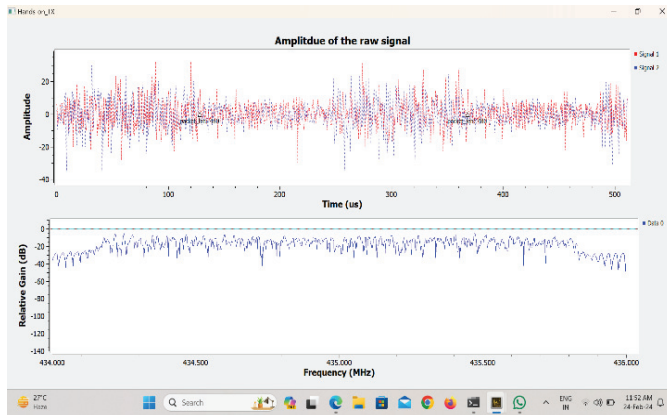 Hands on_TX
Amplitdue of the raw signal
Signal 1
Signal 2
Amplitude
20
0
-20
-40
0
100
200
300
400
500
Time (us)
Data 0
Relative Gain (dB)
0
-20
-40
-60
-80
-100
-120
-140
434.000
434.500
435.000
435.500
436.000
Frequency (MHz)
27°C
Haze
Search
ENG
IN
11:52 AM
24-Feb-24